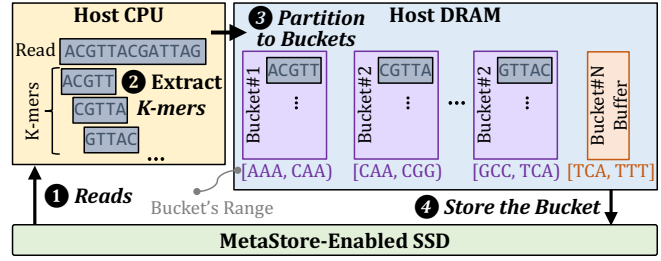 Host CPU
Read ACGTTACGATTAG
K-mers
ACGTT
CGTTA
GTTAC
...
❷ Extract
K-mers
❸ Partition
to Buckets
Host DRAM
Bucket#1
ACGTT
...
Bucket#2
CGTTA
...
...
Bucket#2
GTTAC
...
Bucket#N
Buffer
[AAA, CAA) [CAA, CGG) [GCC, TCA) [TCA, TTT]
❶ Reads
Bucket's Range
❹ Store the Bucket
MetaStore-Enabled SSD